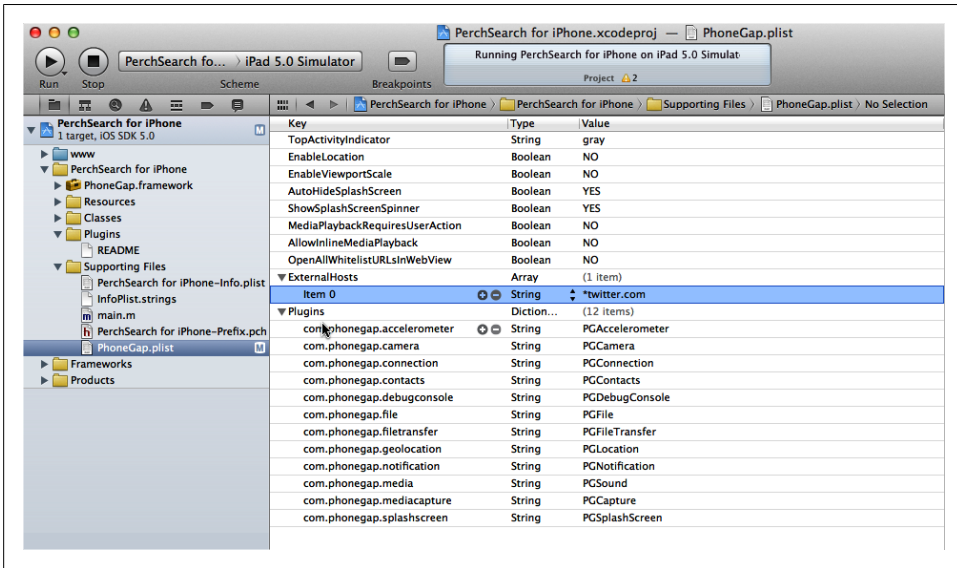 PerchSearch for iPhone.xcodeproj — PhoneGap.plist
PerchSearch fo... 〉 iPad 5.0 Simulator
Running PerchSearch for iPhone on iPad 5.0 Simulat
Project 2
Run Stop Scheme Breakpoints
PerchSearch for iPhone 〉 PerchSearch for iPhone 〉 Supporting Files 〉 PhoneGap.plist 〉 No Selection
PerchSearch for iPhone M
1 target, iOS SDK 5.0
www
PerchSearch for iPhone
PhoneGap.framework
Resources
Classes
Plugins
README
Supporting Files
PerchSearch for iPhone-Info.plist
InfoPlist.strings
m main.m
h PerchSearch for iPhone-Prefix.pch
PhoneGap.plist M
Frameworks
Products
Key Type Value
TopActivityIndicator String gray
EnableLocation Boolean NO
EnableViewportScale Boolean NO
AutoHideSplashScreen Boolean YES
ShowSplashScreenSpinner Boolean YES
MediaPlaybackRequiresUserAction Boolean NO
AllowInlineMediaPlayback Boolean NO
OpenAllWhitelistURLsInWebView Boolean NO
ExternalHosts Array (1 item)
Item 0 String *twitter.com
Plugins Diction... (12 items)
com.phonegap.accelerometer String PGAccelerometer
com.phonegap.camera String PGCamera
com.phonegap.connection String PGConnection
com.phonegap.contacts String PGContacts
com.phonegap.debugconsole String PGDebugConsole
com.phonegap.file String PGFile
com.phonegap.filetransfer String PGFileTransfer
com.phonegap.geolocation String PGLocation
com.phonegap.notification String PGNotification
com.phonegap.media String PGSound
com.phonegap.mediacapture String PGCapture
com.phonegap.splashscreen String PGSplashScreen